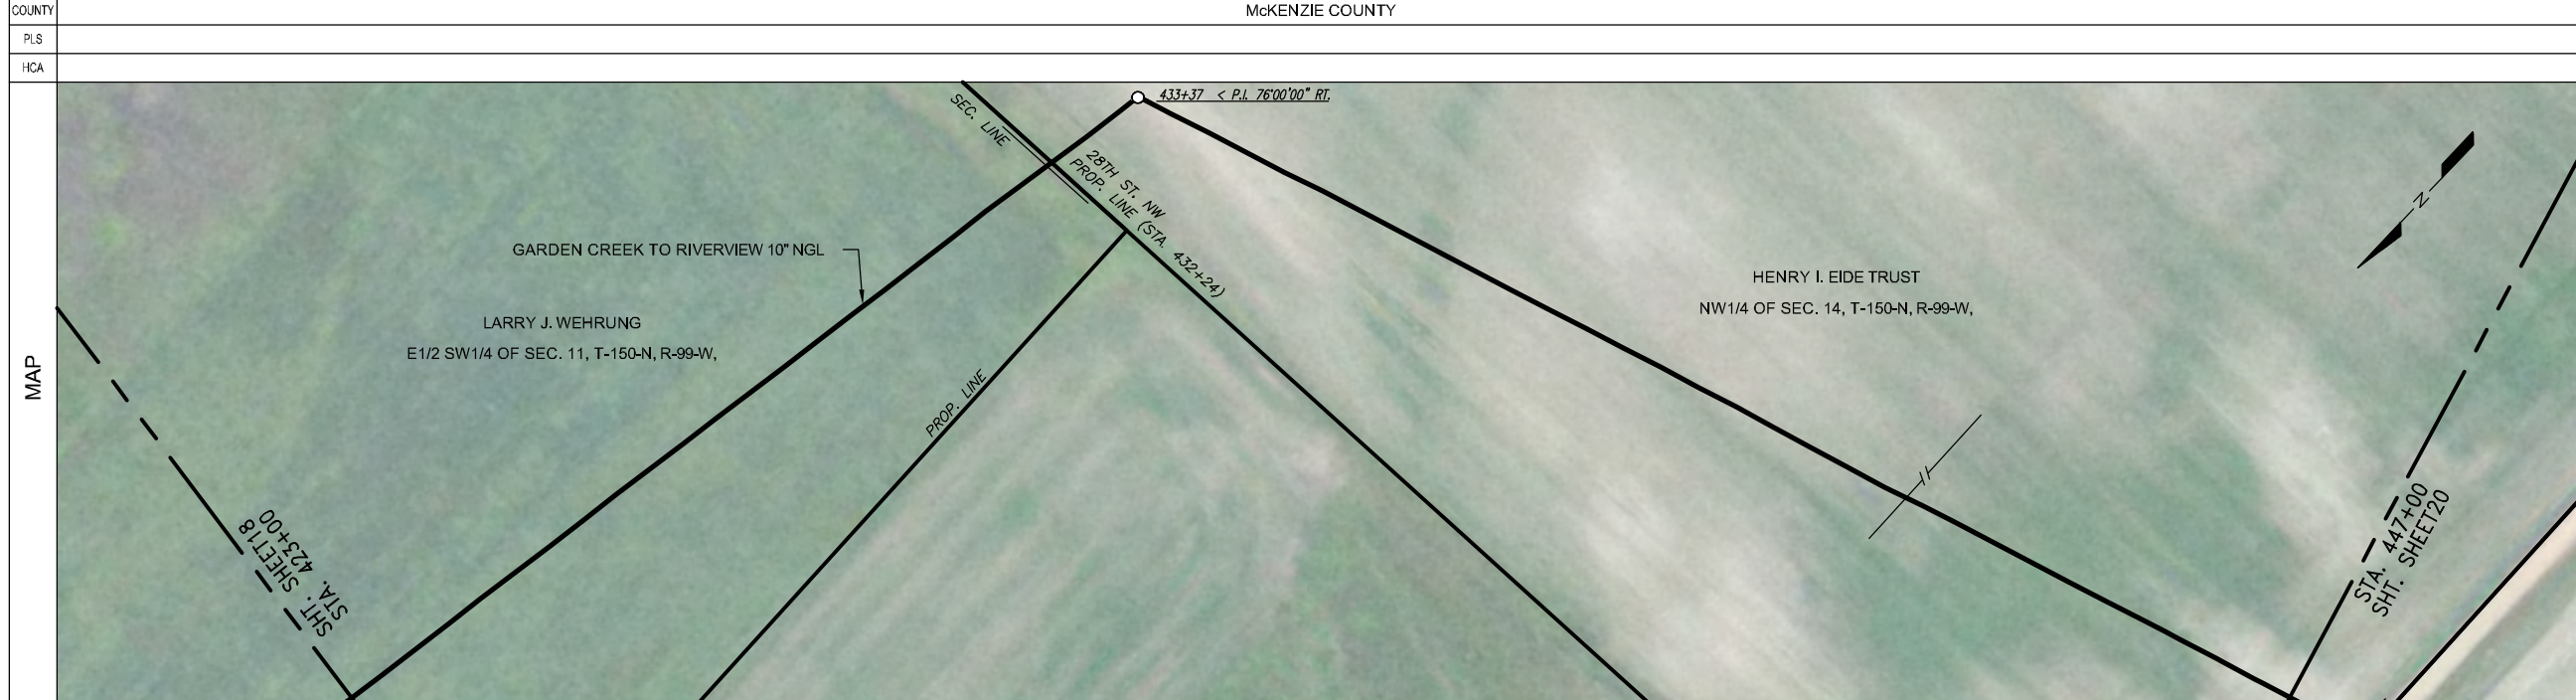 COUNTY
McKENZIE COUNTY
PLS
HCA
MAP
433+37 < P.I. 76°00'00" RT.
SEC. LINE
28TH ST. NW
PROP. LINE (STA. 432+24)
N
GARDEN CREEK TO RIVERVIEW 10" NGL
LARRY J. WEHRUNG
E1/2 SW1/4 OF SEC. 11, T-150-N, R-99-W,
HENRY I. EIDE TRUST
NW1/4 OF SEC. 14, T-150-N, R-99-W,
PROP. LINE
SHT. SHEET18
STA. 423+00
STA. 447+00
SHT. SHEET20